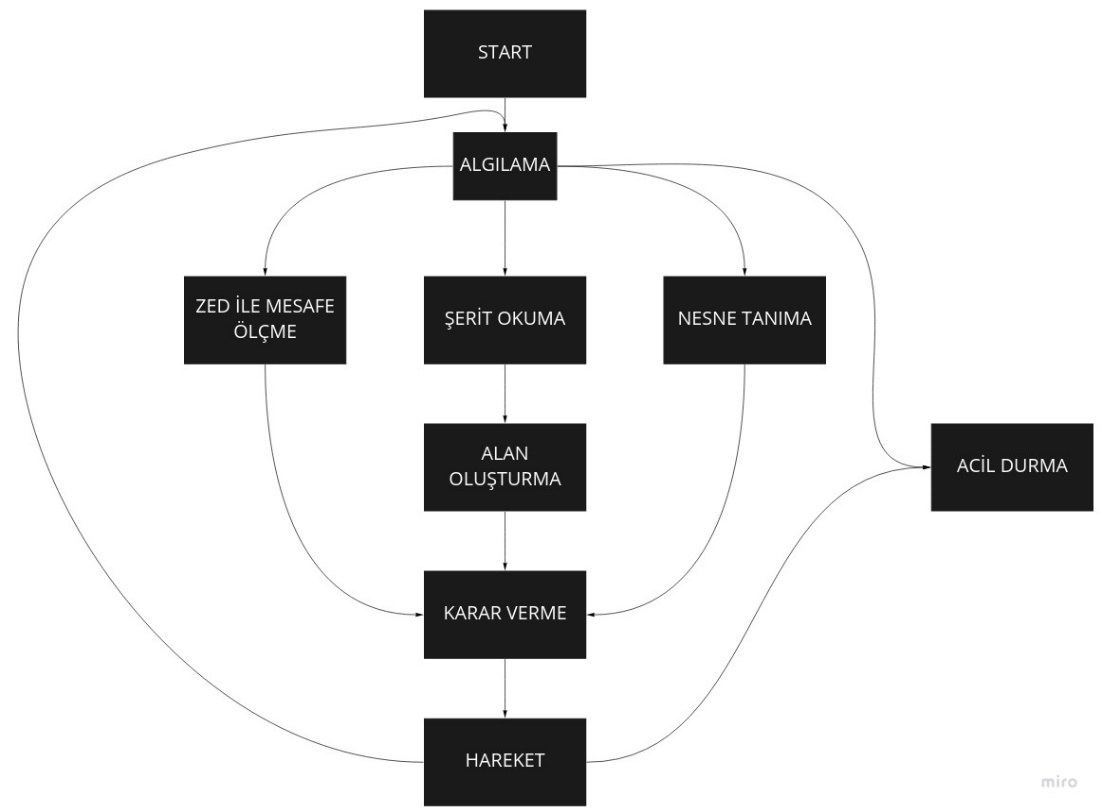 START
ALGILAMA
ZED İLE MESAFE
ÖLÇME
ŞERİT OKUMA
NESNE TANIMA
ALAN
OLUŞTURMA
ACİL DURMA
KARAR VERME
HAREKET
miro